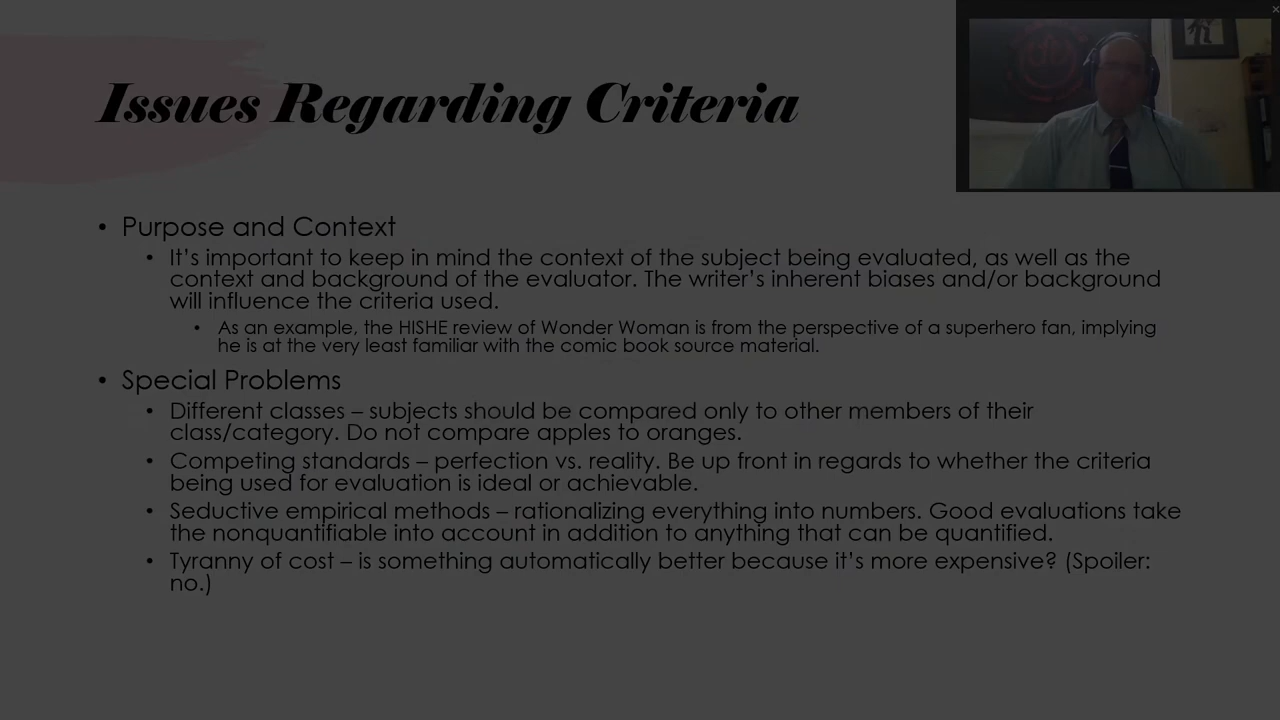 Issues Regarding Criteria
• Purpose and Context
• It's important to keep in mind the context of the subject being evaluated, as well as the
context and background of the evaluator. The writer's inherent biases and/or background
will influence the criteria used.
• As an example, the HISHE review of Wonder Woman is from the perspective of a superhero fan, implying
he is at the very least familiar with the comic book source material.
• Special Problems
• Different classes – subjects should be compared only to other members of their
class/category. Do not compare apples to oranges.
• Competing standards – perfection vs. reality. Be up front in regards to whether the criteria
being used for evaluation is ideal or achievable.
• Seductive empirical methods – rationalizing everything into numbers. Good evaluations take
the nonquantifiable into account in addition to anything that can be quantified.
• Tyranny of cost – is something automatically better because it's more expensive? (Spoiler:
no.)